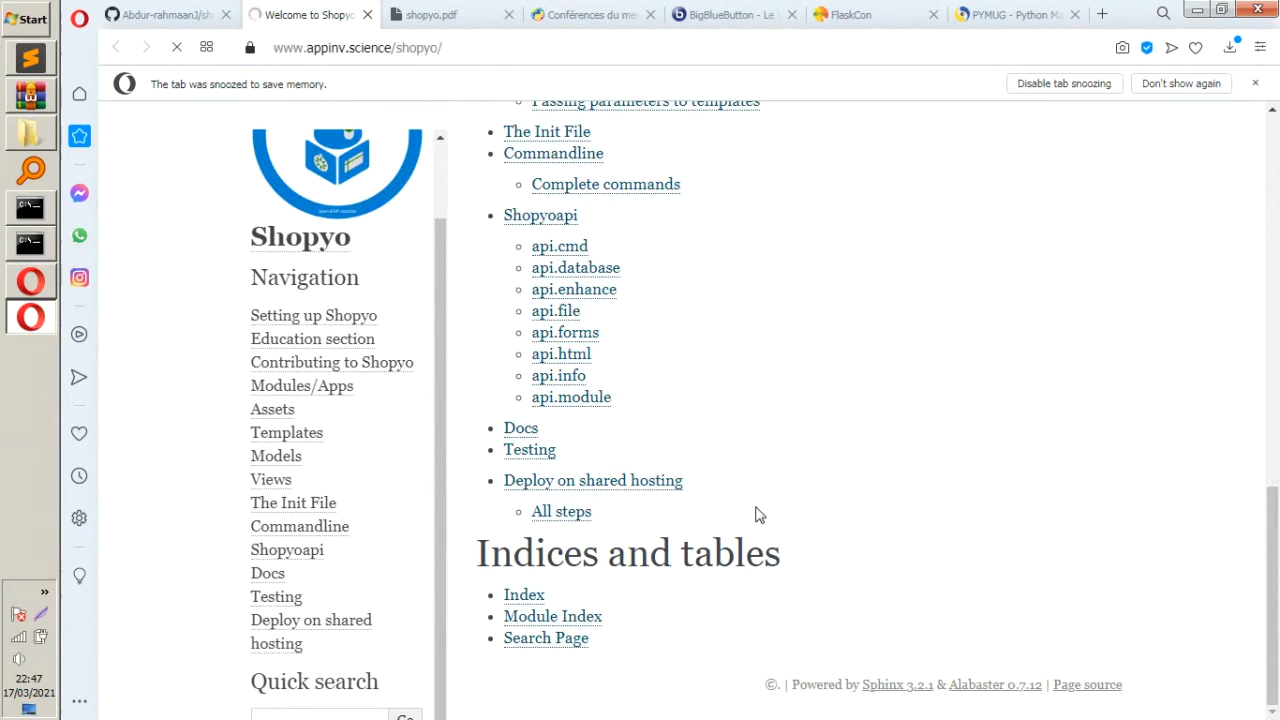 Start
Abdur-rahmaanJ/sh
Welcome to Shopyo
shopyo.pdf
Conférences du me
BigBlueButton - Le
FlaskCon
PYMUG - Python Ma
www.appinv.science/shopyo/
The tab was snoozed to save memory.
Disable tab snoozing
Don't show again
Shopyo
Navigation
Setting up Shopyo
Education section
Contributing to Shopyo
Modules/Apps
Assets
Templates
Models
Views
The Init File
Commandline
Shopyoapi
Docs
Testing
Deploy on shared
hosting
Quick search
Go
Passing parameters to templates
The Init File
Commandline
Complete commands
Shopyoapi
api.cmd
api.database
api.enhance
api.file
api.forms
api.html
api.info
api.module
Docs
Testing
Deploy on shared hosting
All steps
Indices and tables
Index
Module Index
Search Page
©. | Powered by Sphinx 3.2.1 & Alabaster 0.7.12 | Page source
22:47
17/03/2021